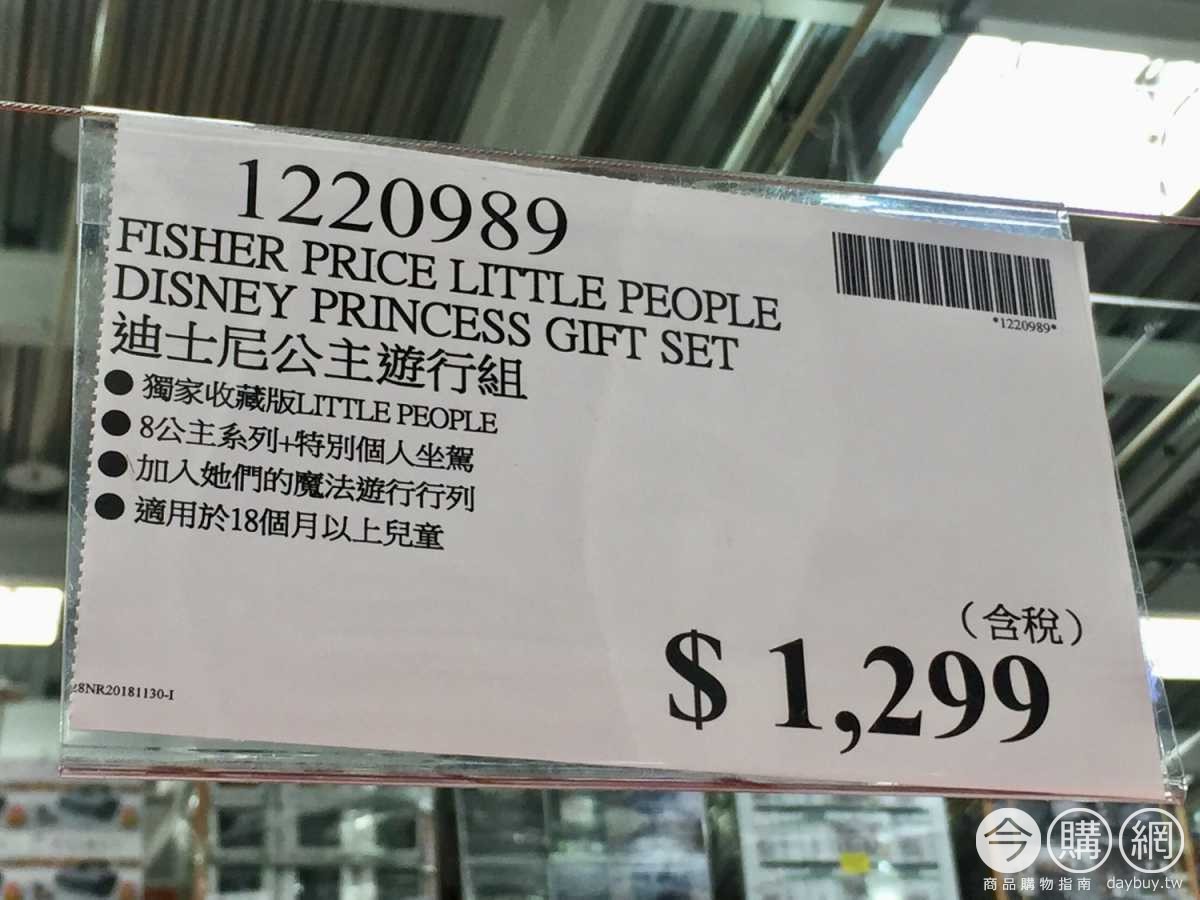 1220989
FISHER PRICE LITTLE PEOPLE
DISNEY PRINCESS GIFT SET
迪士尼公主遊行組
● 獨家收藏版LITTLE PEOPLE
● 8公主系列+特別個人坐駕
● 加入她們的魔法遊行行列
● 適用於18個月以上兒童
*1220989*
(含稅)
$ 1,299
28NR20181130-I
今購網
商品購物指南 daybuy.tw